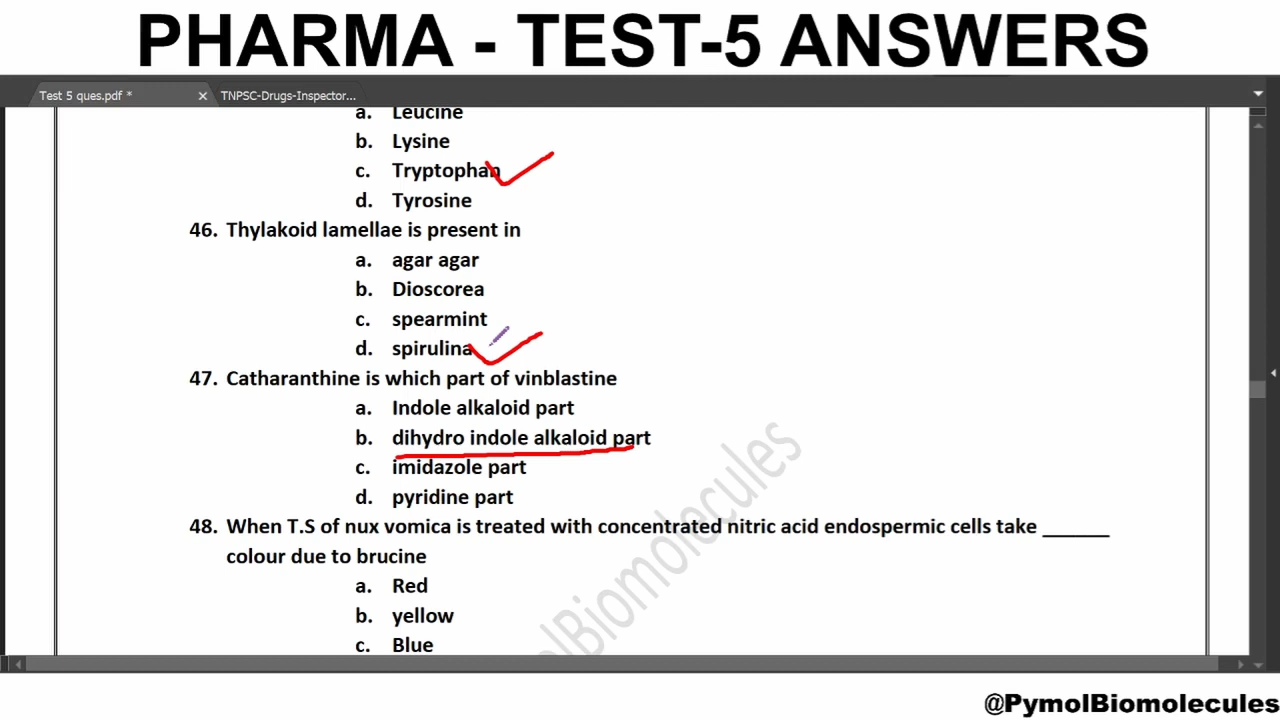 PHARMA - TEST-5 ANSWERS
Test 5 ques.pdf *
TNPSC-Drugs-Inspector...
a. Leucine
b. Lysine
c. Tryptophan
d. Tyrosine
46. Thylakoid lamellae is present in
a. agar agar
b. Dioscorea
c. spearmint
d. spirulina
47. Catharanthine is which part of vinblastine
a. Indole alkaloid part
b. dihydro indole alkaloid part
c. imidazole part
d. pyridine part
48. When T.S of nux vomica is treated with concentrated nitric acid endospermic cells take ______
colour due to brucine
a. Red
b. yellow
c. Blue
olBiomolecules
@PymolBiomolecules